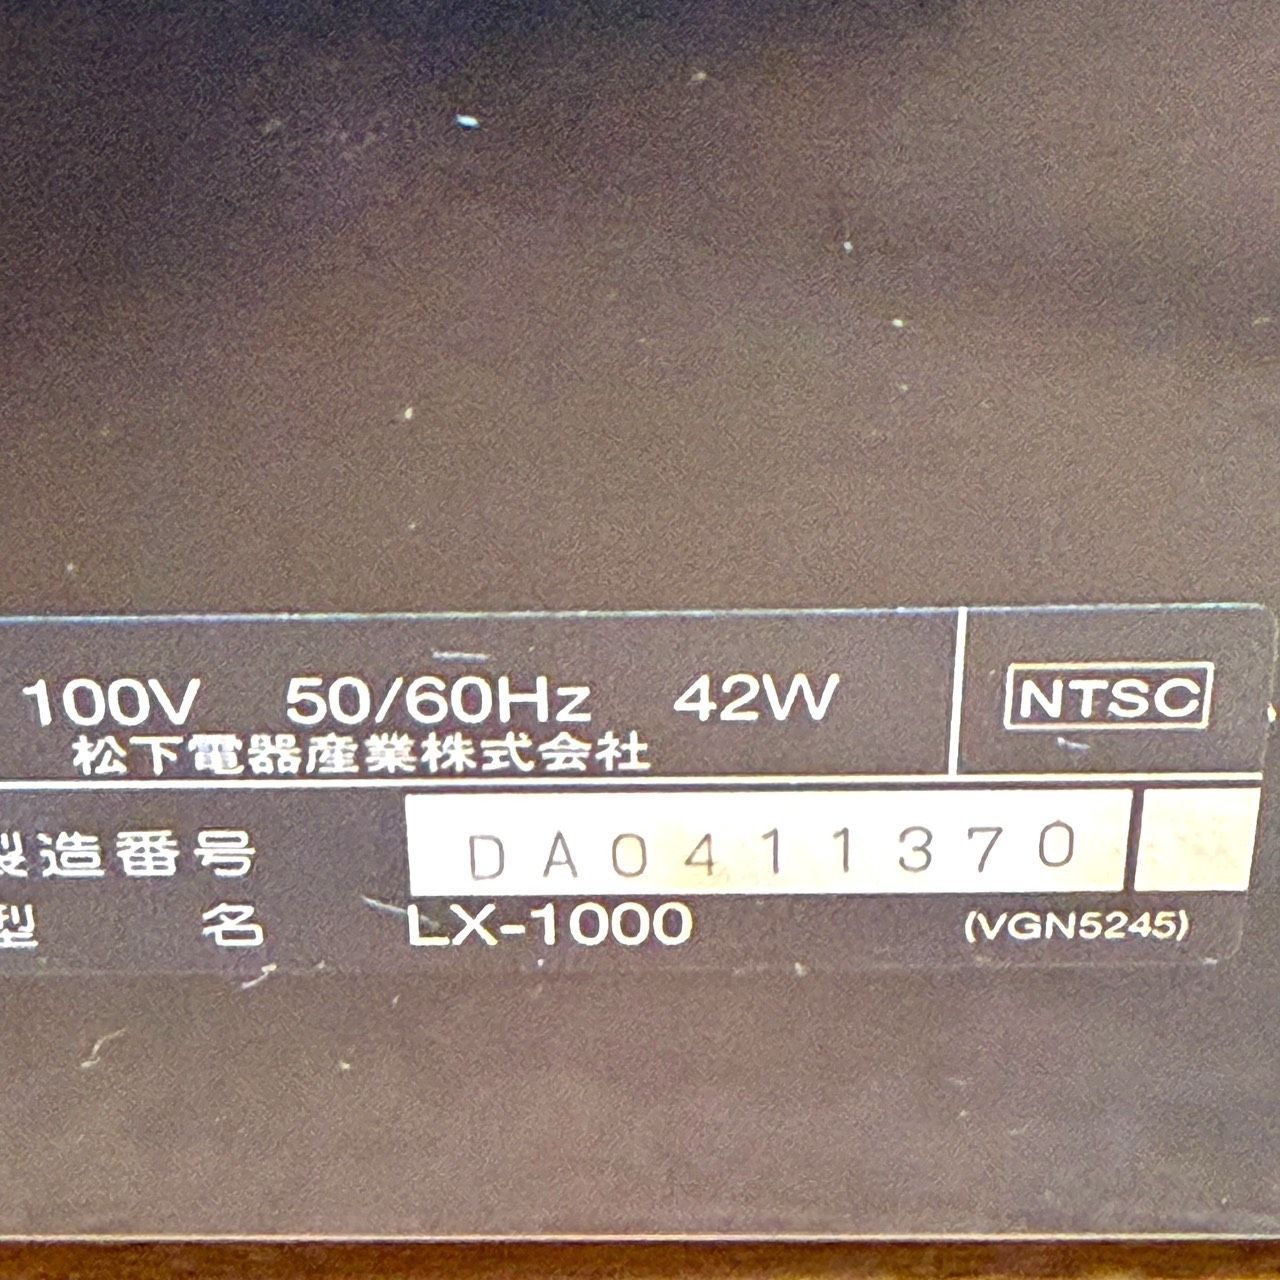 100V 50/60Hz 42W
松下電器産業株式会社
NTSC
製造番号 DA0411370
型名 LX-1000 (VGN5245)